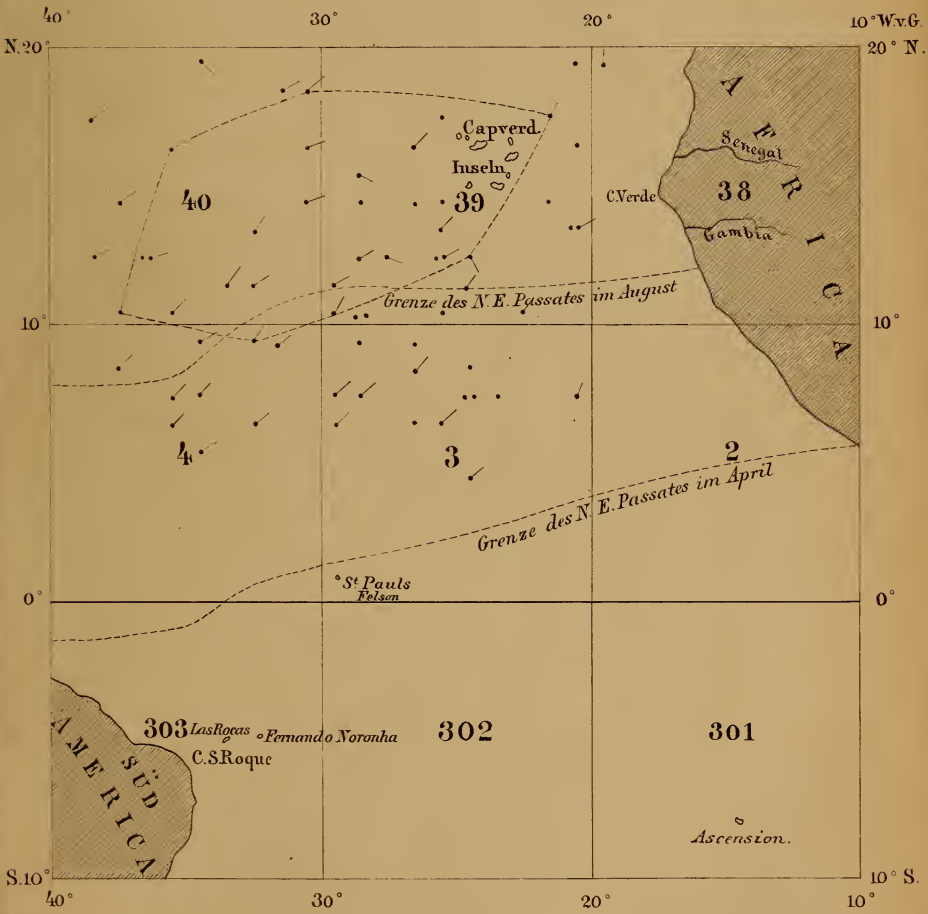 40° 30° 20° 10° W.v.G.
N. 20° 20° N.
AFRICA
Capverd.
Senegal
Inseln
C.Verde
40 39 38
Gambia
Grenze des N.E. Passates im August
10° 10°
4 3 2
Grenze des N.E. Passates im April
St. Pauls
Felsen
0° 0°
303 Las Rocas Fernando Noronha 302 301
C.S.Roque
SÜD
AMERICA
Ascension.
S. 10° 10° S.
40° 30° 20° 10°